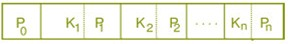 P₀ K₁ P₁ K₂ P₂ .... Kₙ Pₙ